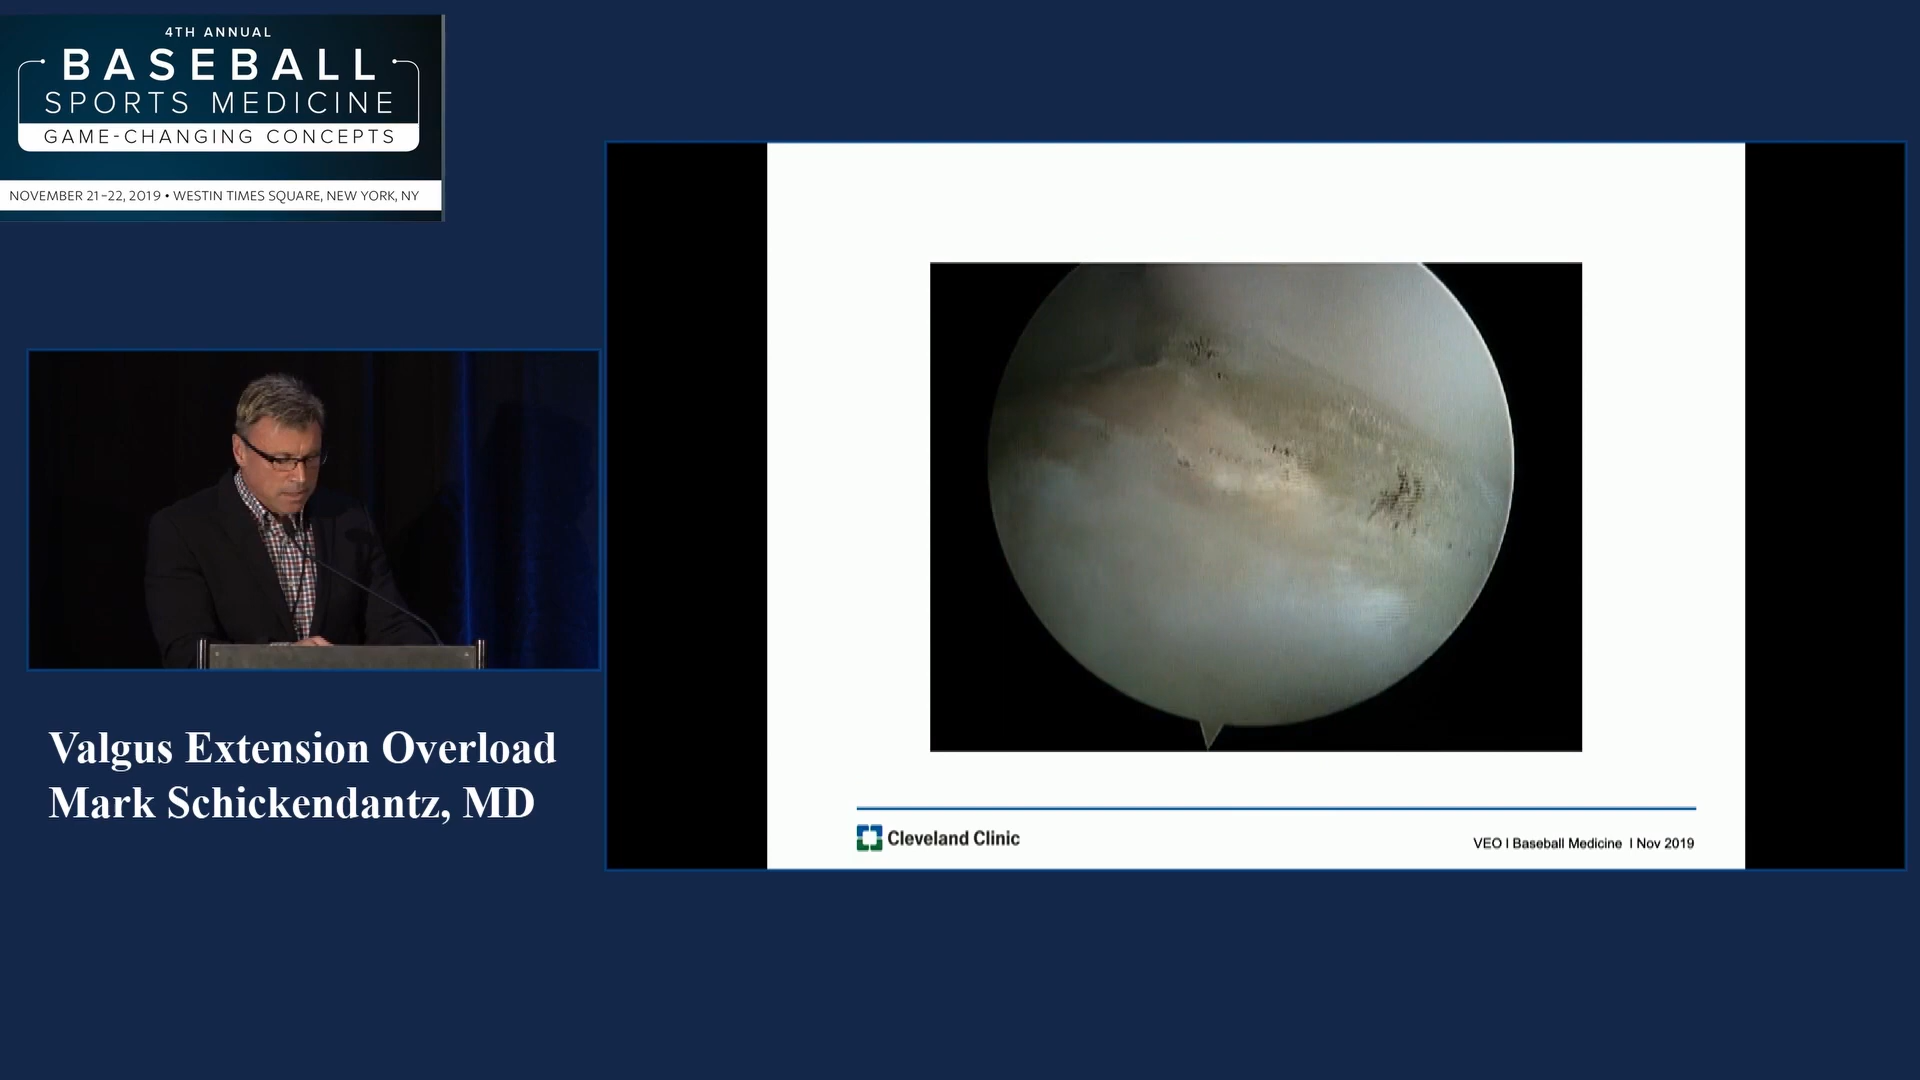 4TH ANNUAL
BASEBALL
SPORTS MEDICINE
GAME-CHANGING CONCEPTS
NOVEMBER 21-22, 2019 • WESTIN TIMES SQUARE, NEW YORK, NY
Valgus Extension Overload
Mark Schickendantz, MD
Cleveland Clinic
VEO I Baseball Medicine I Nov 2019